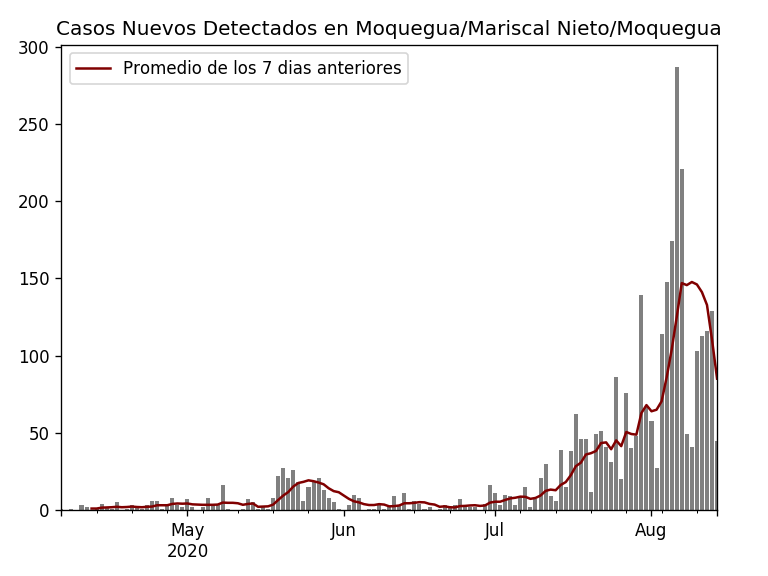 Casos Nuevos Detectados en Moquegua/Mariscal Nieto/Moquegua
Promedio de los 7 dias anteriores
300
250
200
150
100
50
0
May Jun Jul Aug
2020